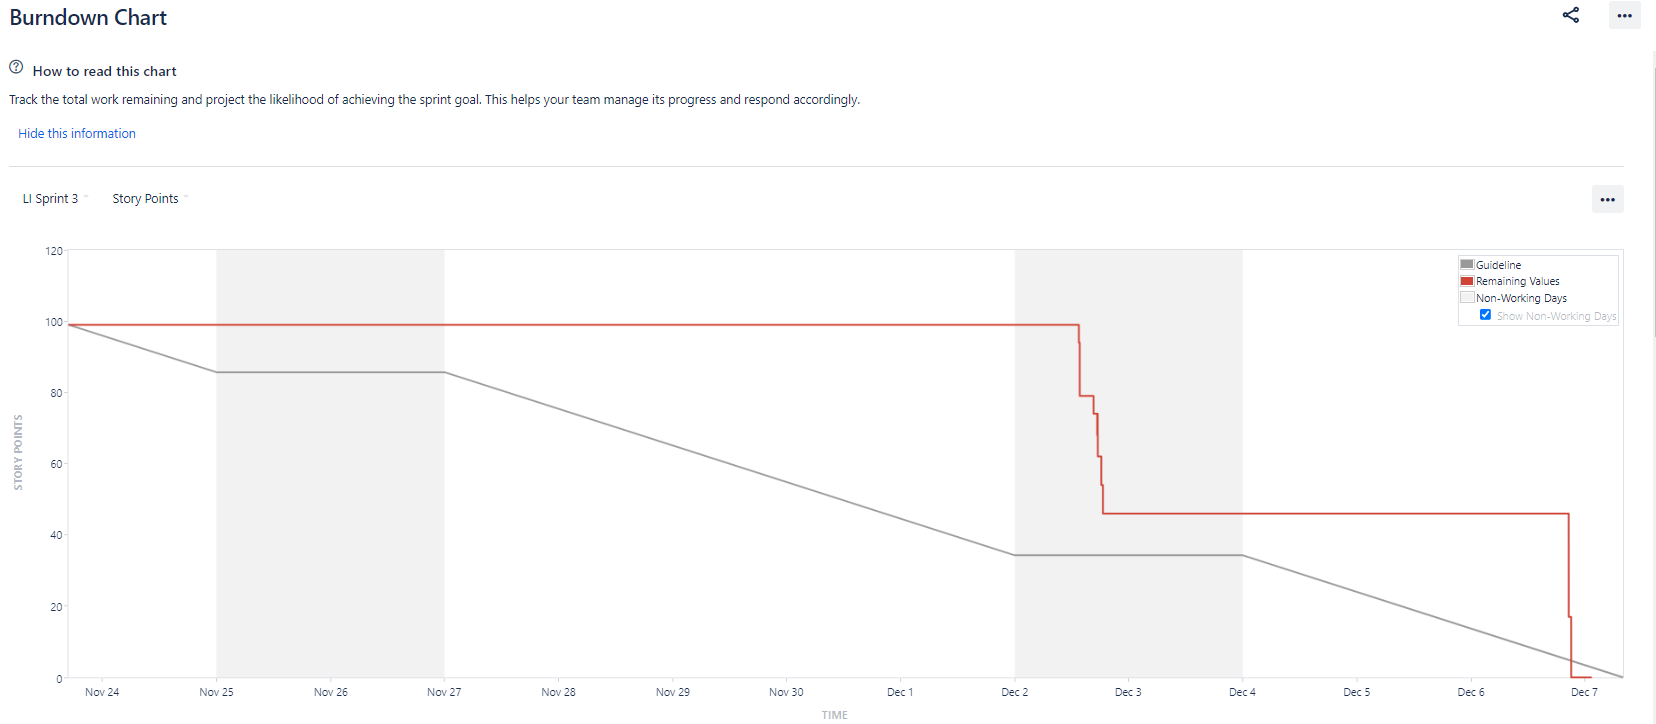 Burndown Chart
How to read this chart
Track the total work remaining and project the likelihood of achieving the sprint goal. This helps your team manage its progress and respond accordingly.
Hide this information
LI Sprint 3 Story Points
120
100
80
60
40
20
0
STORY POINTS
Guideline
Remaining Values
Non-Working Days
Show Non-Working Days
Nov 24 Nov 25 Nov 26 Nov 27 Nov 28 Nov 29 Nov 30 Dec 1 Dec 2 Dec 3 Dec 4 Dec 5 Dec 6 Dec 7
TIME